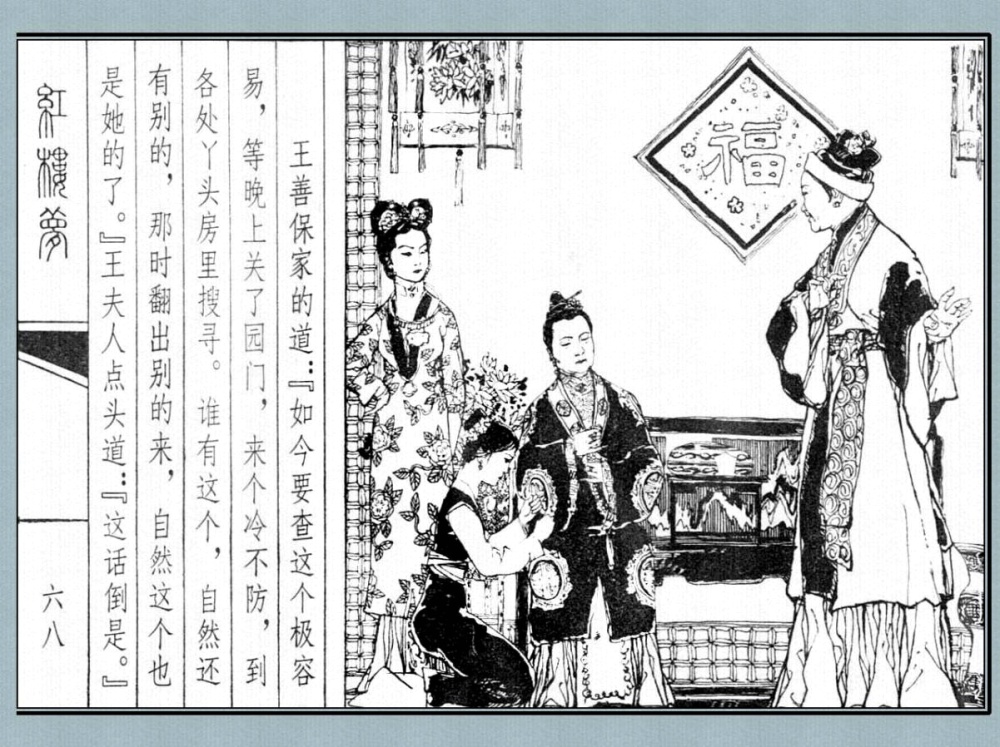 王善保家的道：『如今要查这个极容
易，等晚上关了园门，来个冷不防，到
各处丫头房里搜寻。谁有这个，自然还
有别的，那时翻出别的来，自然这个也
是她的了。』王夫人点头道：『这话倒是。』
紅樓夢
六八
福